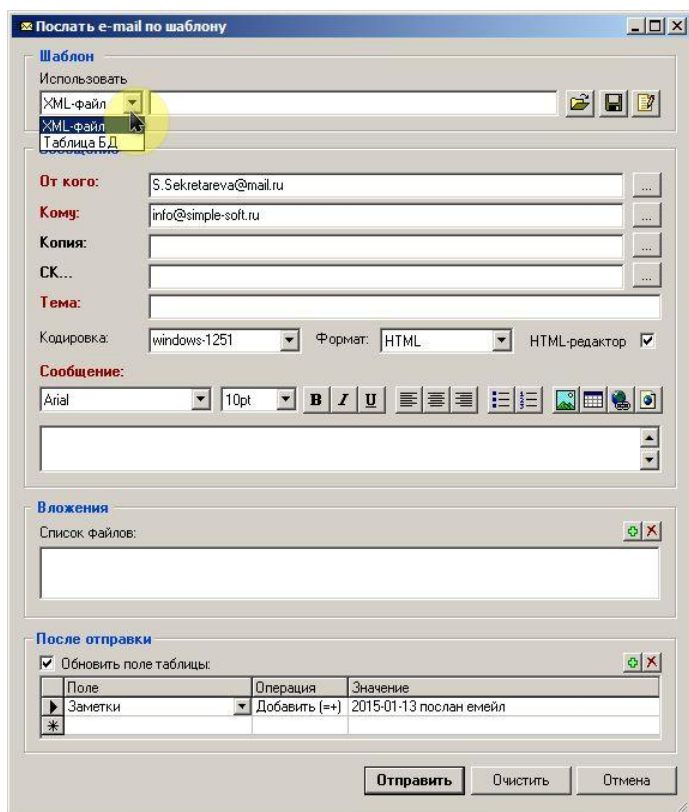 Послать e-mail по шаблону
Шаблон
Использовать
XML-файл
XML-файл
Таблица БД
От кого: S.Sekretareva@mail.ru ...
Кому: info@simple-soft.ru ...
Копия: ...
СК... ...
Тема:
Кодировка: windows-1251 Формат: HTML HTML-редактор
Сообщение:
Arial 10pt B I U
Вложения
Список файлов:
После отправки
Обновить поле таблицы:
Поле Операция Значение
Заметки Добавить (=+) 2015-01-13 послан емейл
Отправить Очистить Отмена